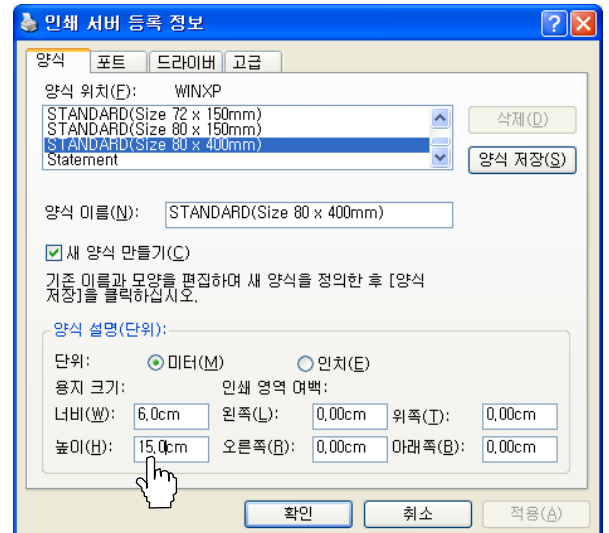 인쇄 서버 등록 정보
양식 포트 드라이버 고급
양식 위치(F): WINXP
STANDARD(Size 72 x 150mm)
STANDARD(Size 80 x 150mm)
STANDARD(Size 80 x 400mm)
Statement
삭제(D)
양식 저장(S)
양식 이름(N): STANDARD(Size 80 x 400mm)
새 양식 만들기(C)
기존 이름과 모양을 편집하여 새 양식을 정의한 후 [양식
저장]을 클릭하십시오.
양식 설명(단위):
단위: 미터(M) 인치(E)
용지 크기: 인쇄 영역 여백:
너비(W): 6,0cm 왼쪽(L): 0,00cm 위쪽(T): 0,00cm
높이(H): 15,0cm 오른쪽(R): 0,00cm 아래쪽(B): 0,00cm
확인 취소 적용(A)